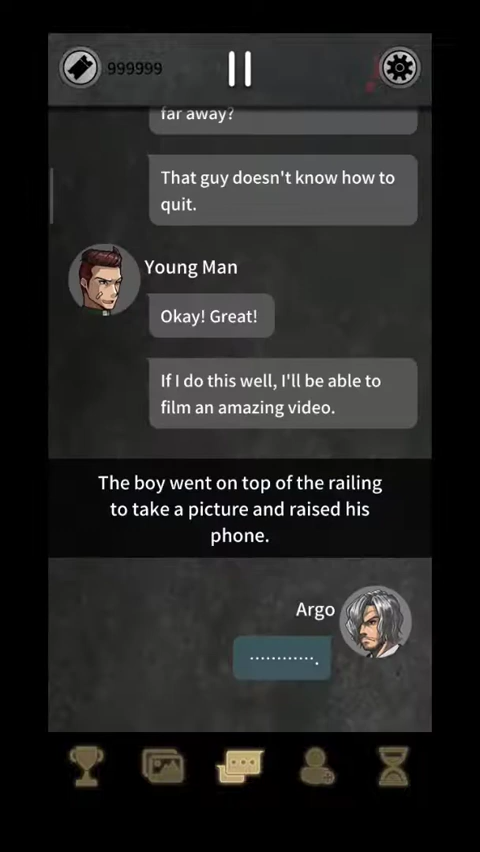 999999
far away?
That guy doesn't know how to
quit.
Young Man
Okay! Great!
If I do this well, I'll be able to
film an amazing video.
The boy went on top of the railing
to take a picture and raised his
phone.
Argo
.............